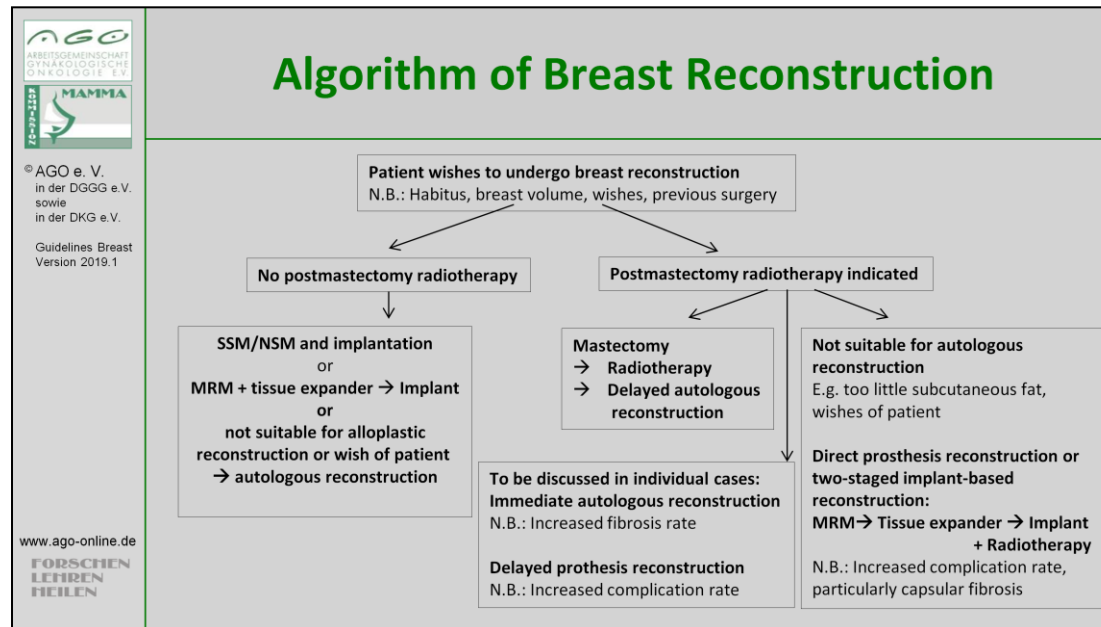 AGO
ARBEITSGEMEINSCHAFT
GYNÄKOLOGISCHE
ONKOLOGIE E.V.
KOMMISSION
MAMMA
© AGO e. V.
in der DGGG e.V.
sowie
in der DKG e.V.
Guidelines Breast
Version 2019.1
www.ago-online.de
FORSCHEN
LEHREN
HEILEN
Algorithm of Breast Reconstruction
Patient wishes to undergo breast reconstruction
N.B.: Habitus, breast volume, wishes, previous surgery
No postmastectomy radiotherapy
Postmastectomy radiotherapy indicated
SSM/NSM and implantation
or
MRM + tissue expander → Implant
or
not suitable for alloplastic
reconstruction or wish of patient
→ autologous reconstruction
Mastectomy
→ Radiotherapy
→ Delayed autologous
reconstruction
To be discussed in individual cases:
Immediate autologous reconstruction
N.B.: Increased fibrosis rate
Delayed prothesis reconstruction
N.B.: Increased complication rate
Not suitable for autologous
reconstruction
E.g. too little subcutaneous fat,
wishes of patient
Direct prosthesis reconstruction or
two-staged implant-based
reconstruction:
MRM→ Tissue expander → Implant
+ Radiotherapy
N.B.: Increased complication rate,
particularly capsular fibrosis